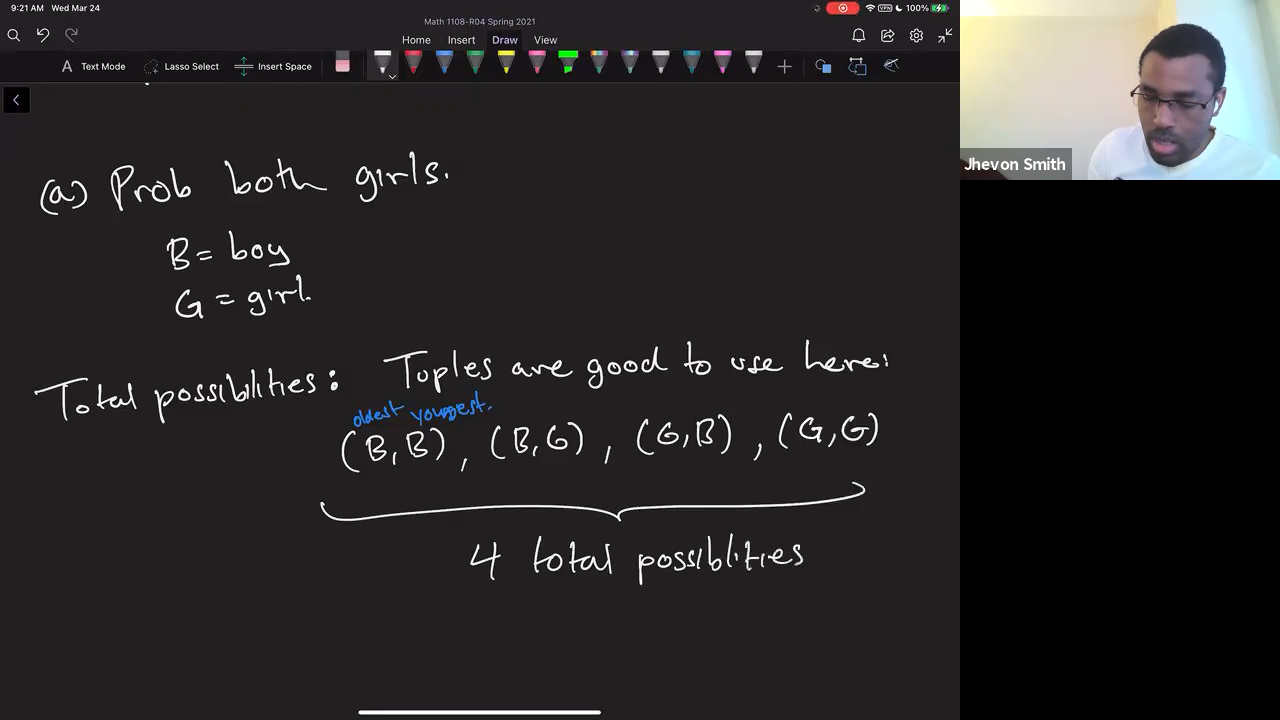 9:21 AM Wed Mar 24
VPN 100%
Math 1108-R04 Spring 2021
Home Insert Draw View
Text Mode Lasso Select Insert Space
Jhevon Smith
(a) Prob both girls.
B = boy
G = girl.
Total possibilities: Tuples are good to use here:
oldest youngest.
(B,B), (B,G), (G,B), (G,G)
4 total possiblities